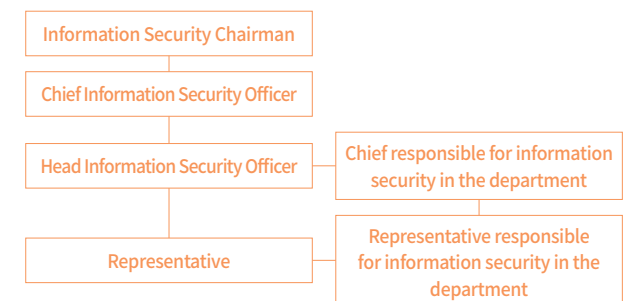 Information Security Chairman
Chief Information Security Officer
Head Information Security Officer
Chief responsible for information
security in the department
Representative
Representative responsible
for information security in the
department